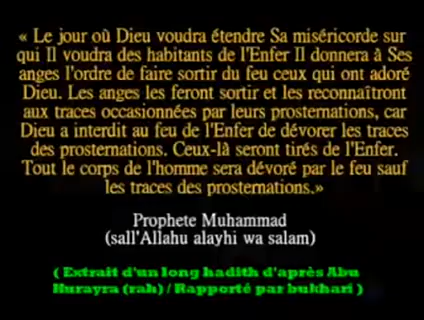 « Le jour où Dieu voudra étendre Sa miséricorde sur
qui Il voudra des habitants de l'Enfer Il donnera à Ses
anges l'ordre de faire sortir du feu ceux qui ont adoré
Dieu. Les anges les feront sortir et les reconnaîtront
aux traces occasionnées par leurs prosternations, car
Dieu a interdit au feu de l'Enfer de dévorer les traces
des prosternations. Ceux-là seront tirés de l'Enfer.
Tout le corps de l'homme sera dévoré par le feu sauf
les traces des prosternations.»
Prophete Muhammad
(sall'Allahu alayhi wa salam)
( Extrait d'un long hadith d'après Abu
Hurayra (rah) / Rapporté par bukhari )